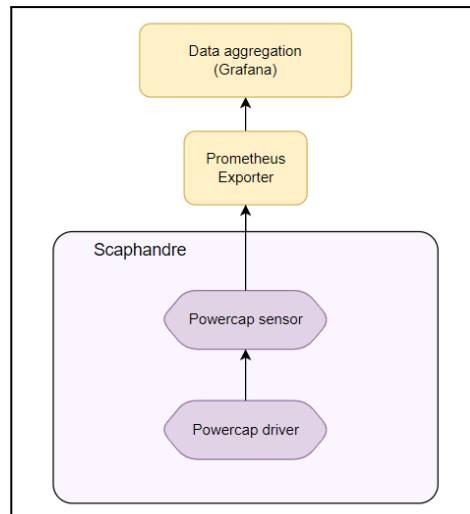 Data aggregation
(Grafana)
Prometheus
Exporter
Scaphandre
Powercap sensor
Powercap driver